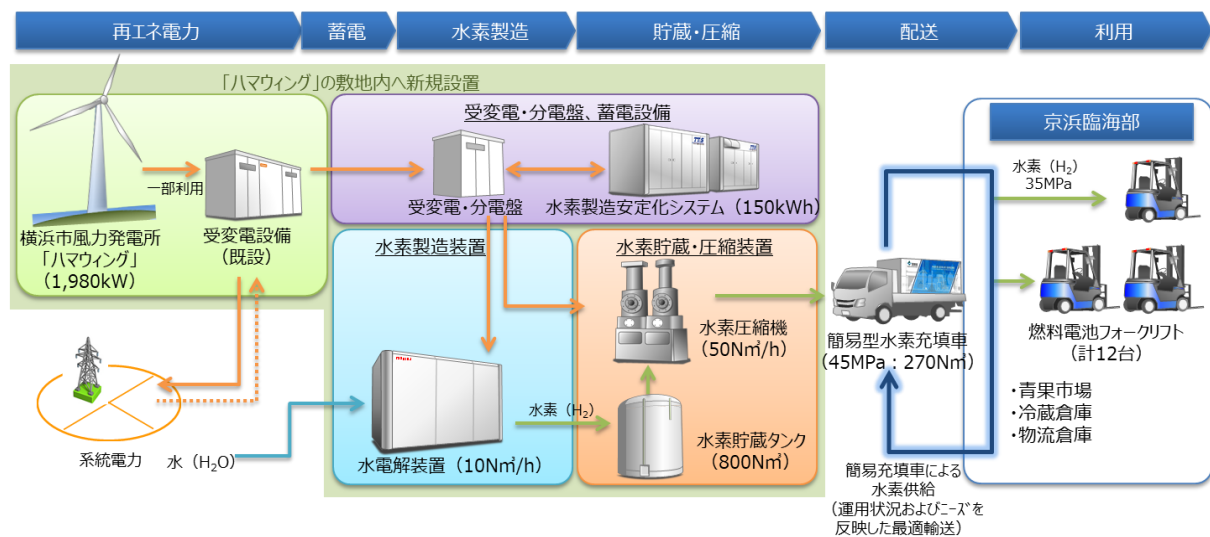 再エネ電力
蓄電
水素製造
貯蔵・圧縮
配送
利用
「ハマウィング」の敷地内へ新規設置
一部利用
横浜市風力発電所
「ハマウィング」
(1,980kW)
受変電設備
(既設)
受変電・分電盤、蓄電設備
受変電・分電盤
水素製造安定化システム(150kWh)
系統電力
水(H₂O)
水素製造装置
水電解装置(10Nm³/h)
水素(H₂)
水素貯蔵・圧縮装置
水素圧縮機
(50Nm³/h)
水素貯蔵タンク
(800Nm³)
簡易型水素充填車
(45MPa:270Nm³)
簡易充填車による
水素供給
(運用状況およびニーズを
反映した最適輸送)
京浜臨海部
水素(H₂)
35MPa
燃料電池フォークリフト
(計12台)
・青果市場
・冷蔵倉庫
・物流倉庫